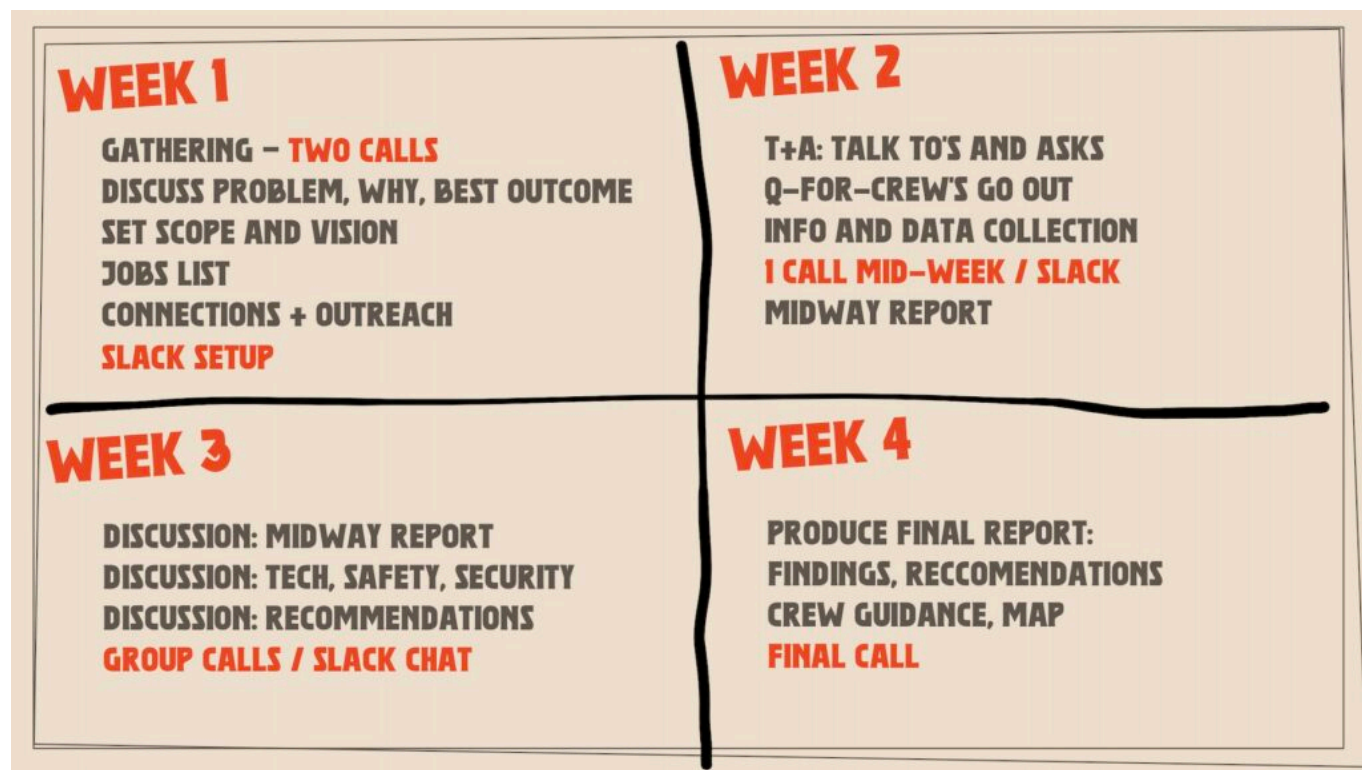 WEEK 1
GATHERING – TWO CALLS
DISCUSS PROBLEM, WHY, BEST OUTCOME
SET SCOPE AND VISION
JOBS LIST
CONNECTIONS + OUTREACH
SLACK SETUP
WEEK 2
T+A: TALK TO'S AND ASKS
Q-FOR-CREW'S GO OUT
INFO AND DATA COLLECTION
1 CALL MID-WEEK / SLACK
MIDWAY REPORT
WEEK 3
DISCUSSION: MIDWAY REPORT
DISCUSSION: TECH, SAFETY, SECURITY
DISCUSSION: RECOMMENDATIONS
GROUP CALLS / SLACK CHAT
WEEK 4
PRODUCE FINAL REPORT:
FINDINGS, RECCOMENDATIONS
CREW GUIDANCE, MAP
FINAL CALL